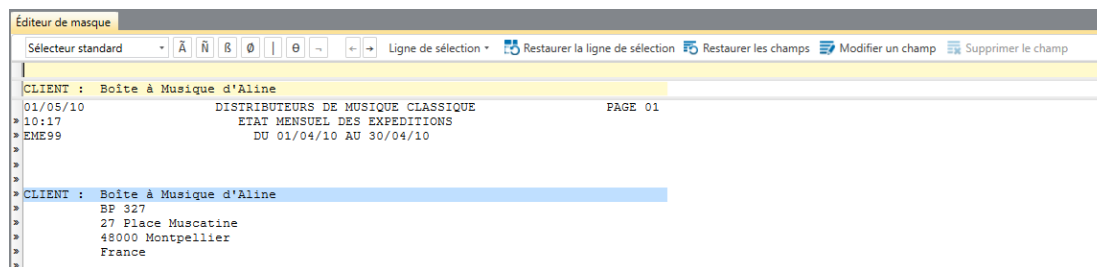 Éditeur de masque
Sélecteur standard Ã Ñ ß Ø | θ ¬ ← → Ligne de sélection Restaurer la ligne de sélection Restaurer les champs Modifier un champ Supprimer le champ
CLIENT : Boîte à Musique d'Aline
01/05/10 DISTRIBUTEURS DE MUSIQUE CLASSIQUE PAGE 01
» 10:17 ETAT MENSUEL DES EXPEDITIONS
» EME99 DU 01/04/10 AU 30/04/10
»
»
»
» CLIENT : Boîte à Musique d'Aline
» BP 327
» 27 Place Muscatine
» 48000 Montpellier
» France
»